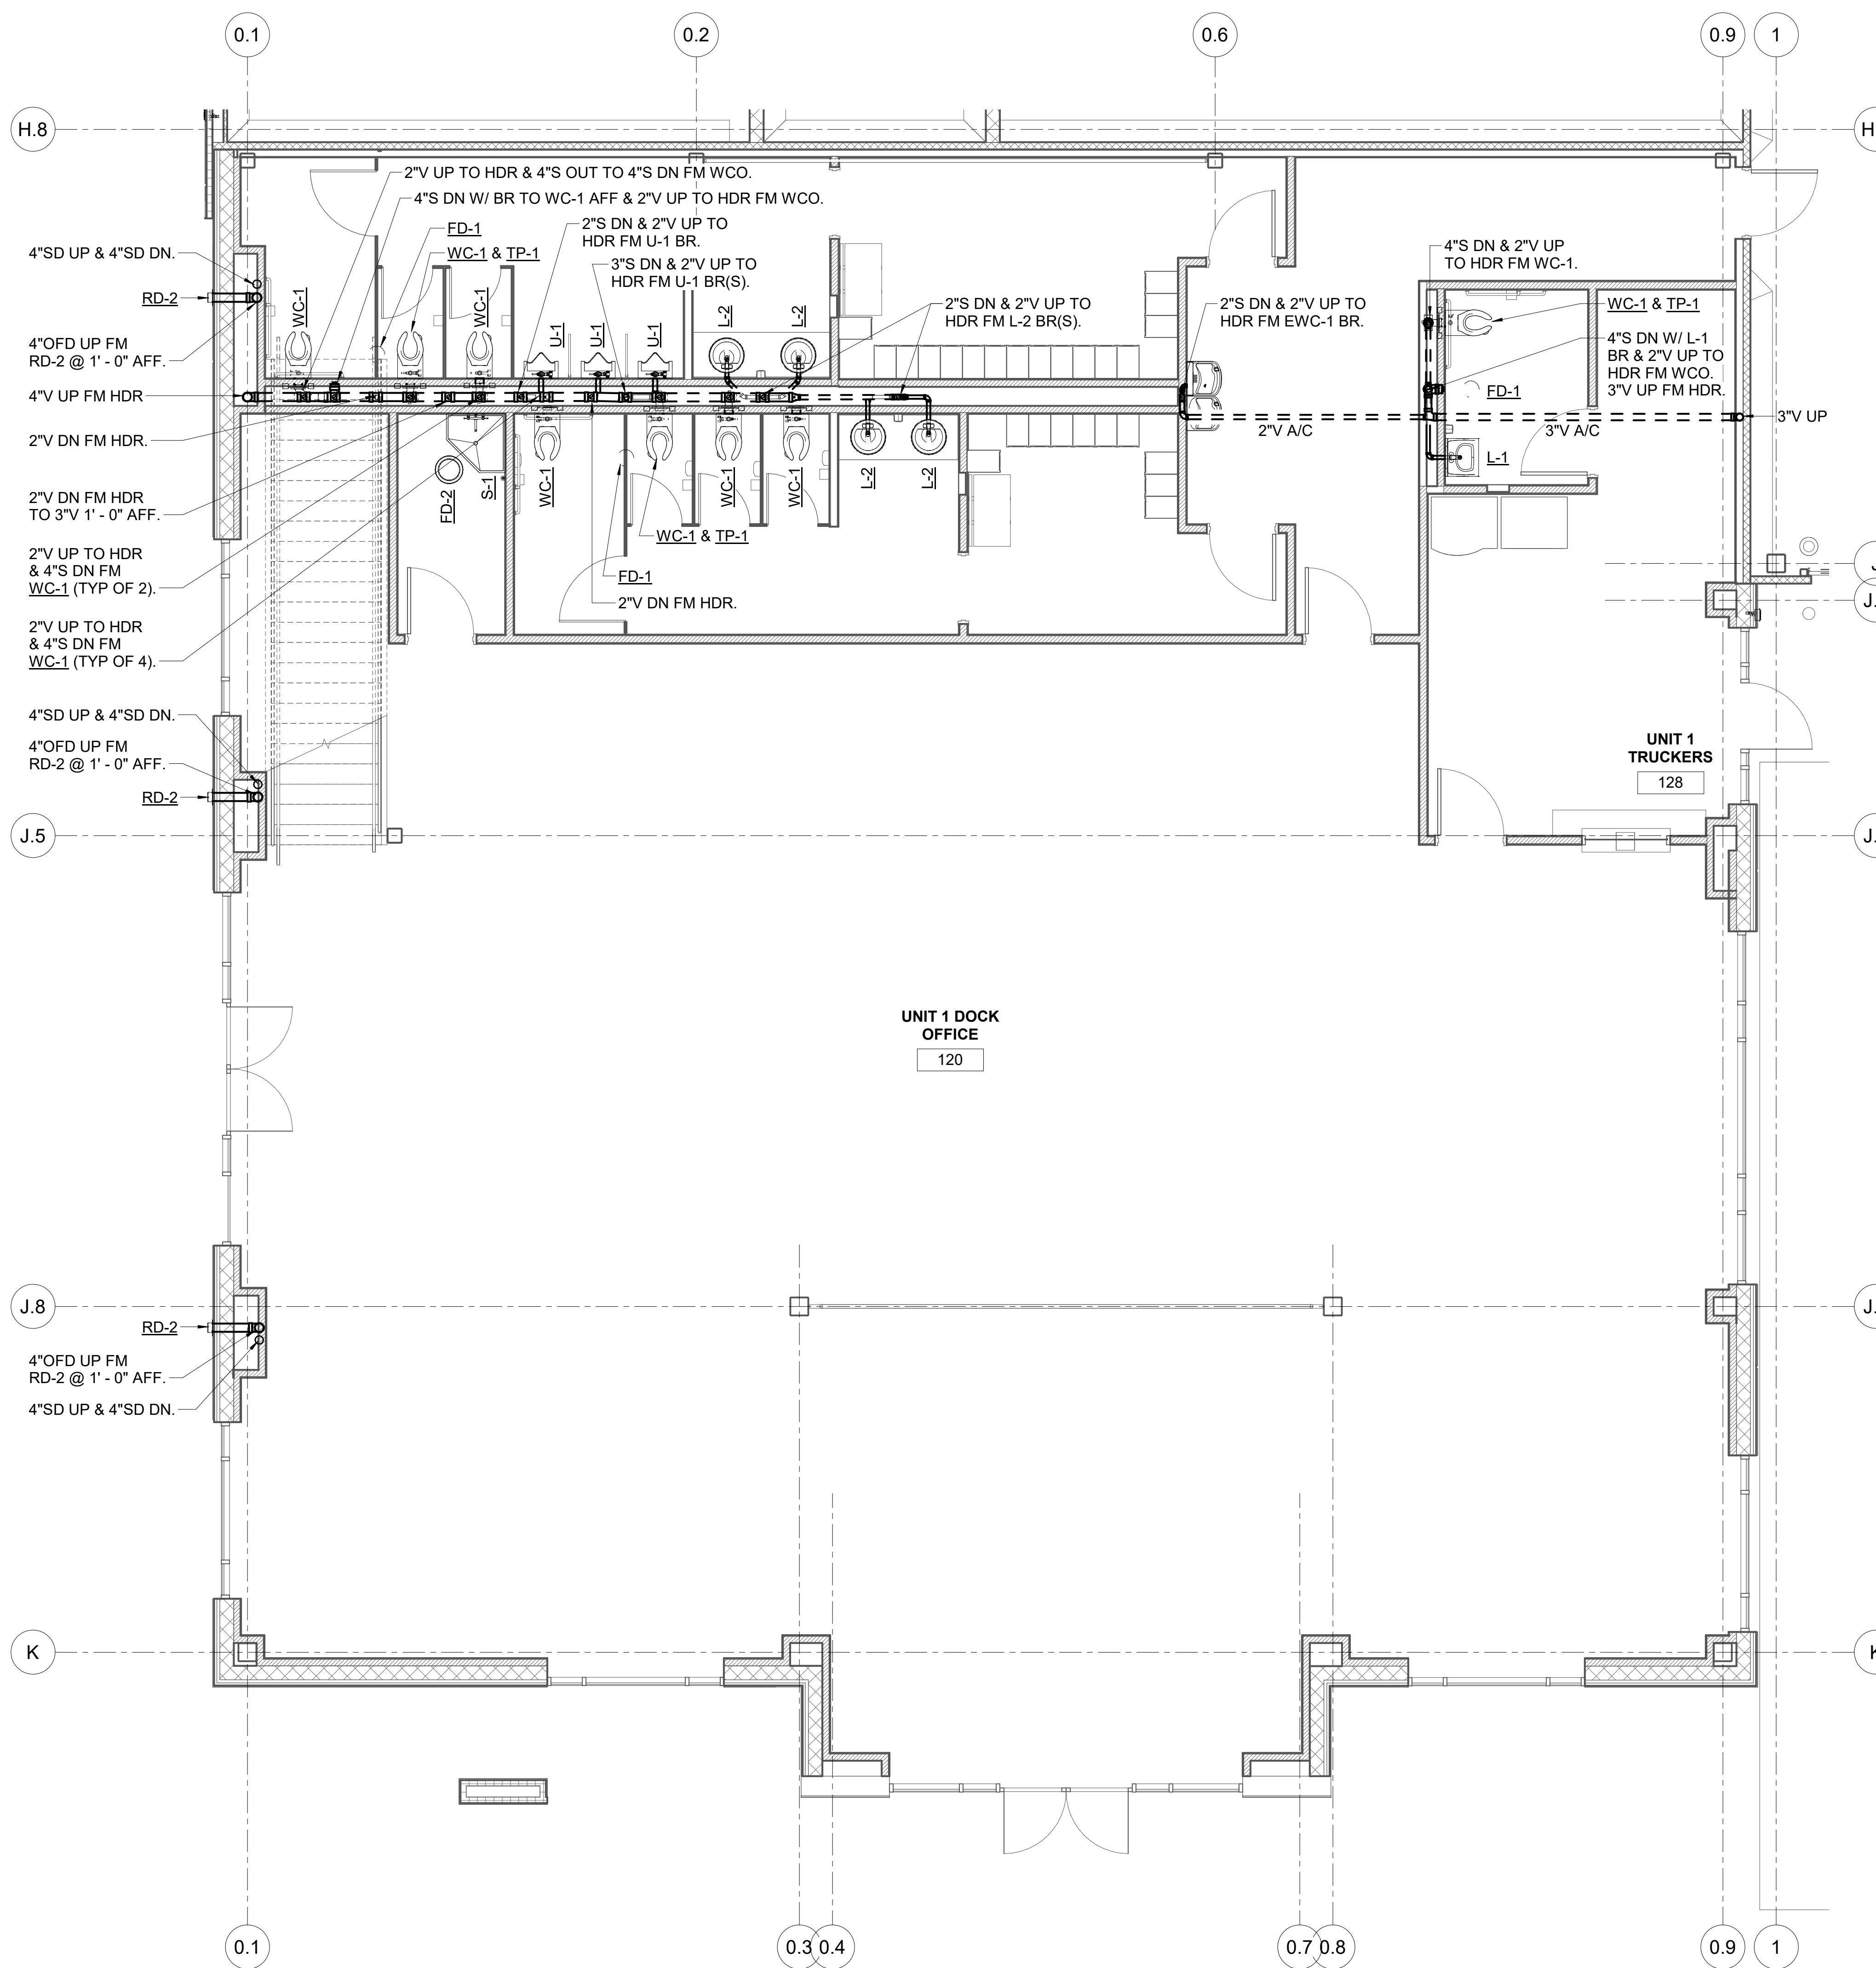 0.1
0.2
0.6
0.9
1
H.8
H
2"V UP TO HDR & 4"S OUT TO 4"S DN FM WCO.
4"S DN W/ BR TO WC-1 AFF & 2"V UP TO HDR FM WCO.
FD-1
WC-1 & TP-1
2"S DN & 2"V UP TO
HDR FM U-1 BR.
3"S DN & 2"V UP TO
HDR FM U-1 BR(S).
2"S DN & 2"V UP TO
HDR FM L-2 BR(S).
2"S DN & 2"V UP TO
HDR FM EWC-1 BR.
4"S DN & 2"V UP
TO HDR FM WC-1.
WC-1 & TP-1
4"S DN W/ L-1
BR & 2"V UP TO
HDR FM WCO.
3"V UP FM HDR.
FD-1
3"V UP
2"V A/C
3"V A/C
L-1
4"SD UP & 4"SD DN.
RD-2
4"OFD UP FM
RD-2 @ 1' - 0" AFF.
4"V UP FM HDR
2"V DN FM HDR.
2"V DN FM HDR
TO 3"V 1' - 0" AFF.
2"V UP TO HDR
& 4"S DN FM
WC-1 (TYP OF 2).
2"V UP TO HDR
& 4"S DN FM
WC-1 (TYP OF 4).
WC-1
WC-1
U-1
U-1
U-1
L-2
L-2
FD-2
S-1
WC-1
WC-1
WC-1
L-2
L-2
WC-1 & TP-1
FD-1
2"V DN FM HDR.
J
J.
4"SD UP & 4"SD DN.
4"OFD UP FM
RD-2 @ 1' - 0" AFF.
RD-2
UNIT 1
TRUCKERS
128
J.5
J.
UNIT 1 DOCK
OFFICE
120
J.8
J.
RD-2
4"OFD UP FM
RD-2 @ 1' - 0" AFF.
4"SD UP & 4"SD DN.
K
K
0.1
0.3
0.4
0.7
0.8
0.9
1